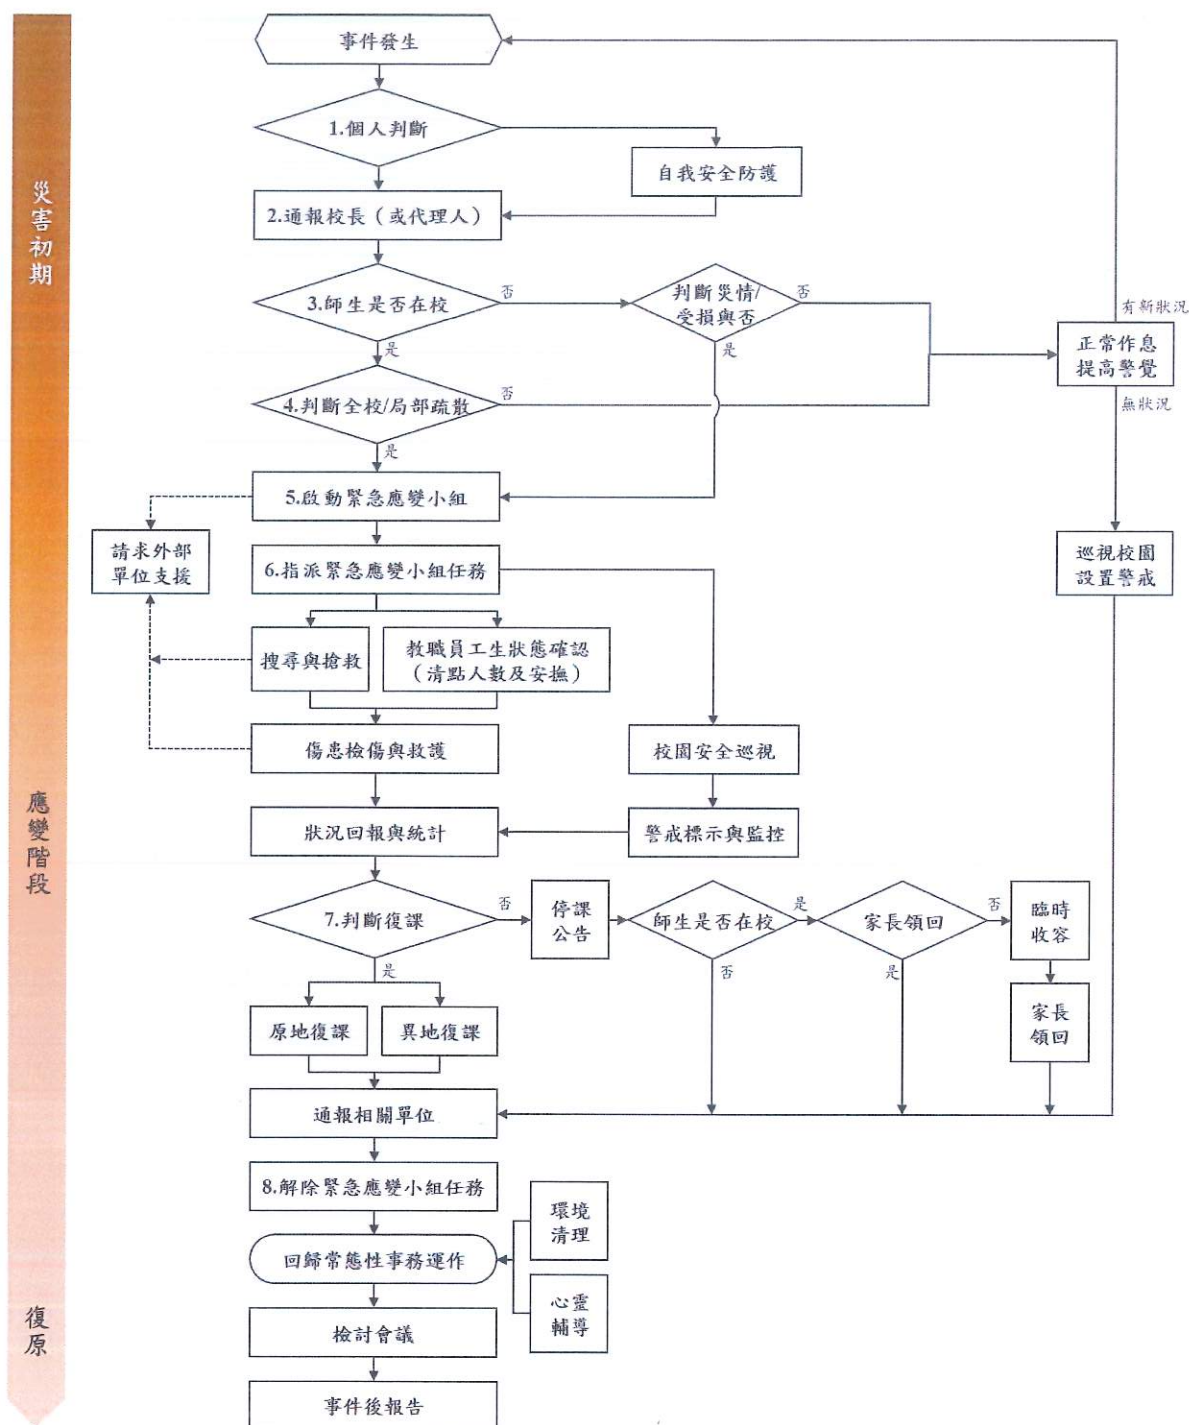 災害初期
應變階段
復原
事件發生
1.個人判斷
自我安全防護
2.通報校長（或代理人）
3.師生是否在校
否
是
判斷災情/
受損與否
否
是
有新狀況
正常作息
提高警覺
無狀況
4.判斷全校/局部疏散
否
是
5.啟動緊急應變小組
請求外部
單位支援
6.指派緊急應變小組任務
巡視校園
設置警戒
搜尋與搶救
教職員工生狀態確認
（清點人數及安撫）
傷患檢傷與救護
校園安全巡視
狀況回報與統計
警戒標示與監控
7.判斷復課
否
是
停課
公告
師生是否在校
是
否
家長領回
否
是
臨時
收容
家長
領回
原地復課
異地復課
通報相關單位
8.解除緊急應變小組任務
環境
清理
回歸常態性事務運作
心靈
輔導
檢討會議
事件後報告